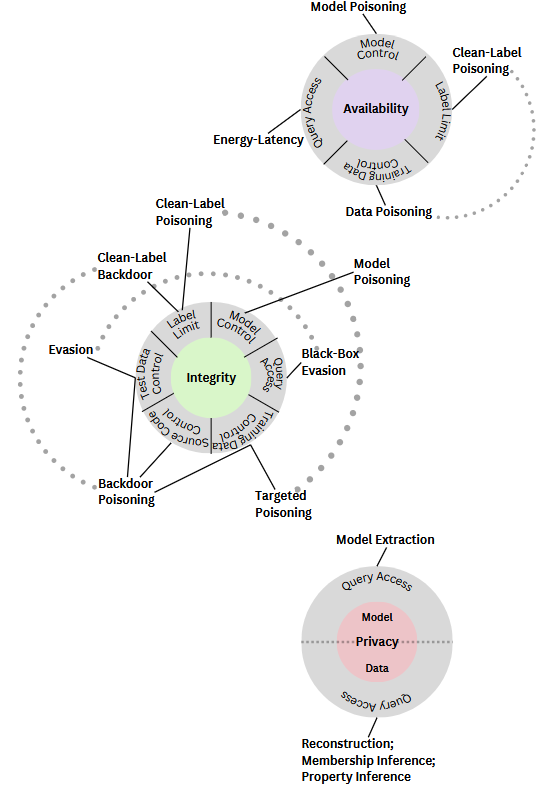 Model Poisoning
Model
Control
Clean-Label
Poisoning
Query Access
Availability
Label Limit
Energy-Latency
Training Data
Control
Data Poisoning
Clean-Label
Poisoning
Clean-Label
Backdoor
Model
Poisoning
Label
Limit
Model
Control
Evasion
Test Data
Control
Integrity
Query
Access
Black-Box
Evasion
Source Code
Control
Training Data
Control
Backdoor
Poisoning
Targeted
Poisoning
Model Extraction
Query Access
Model
Privacy
Data
Query Access
Reconstruction;
Membership Inference;
Property Inference